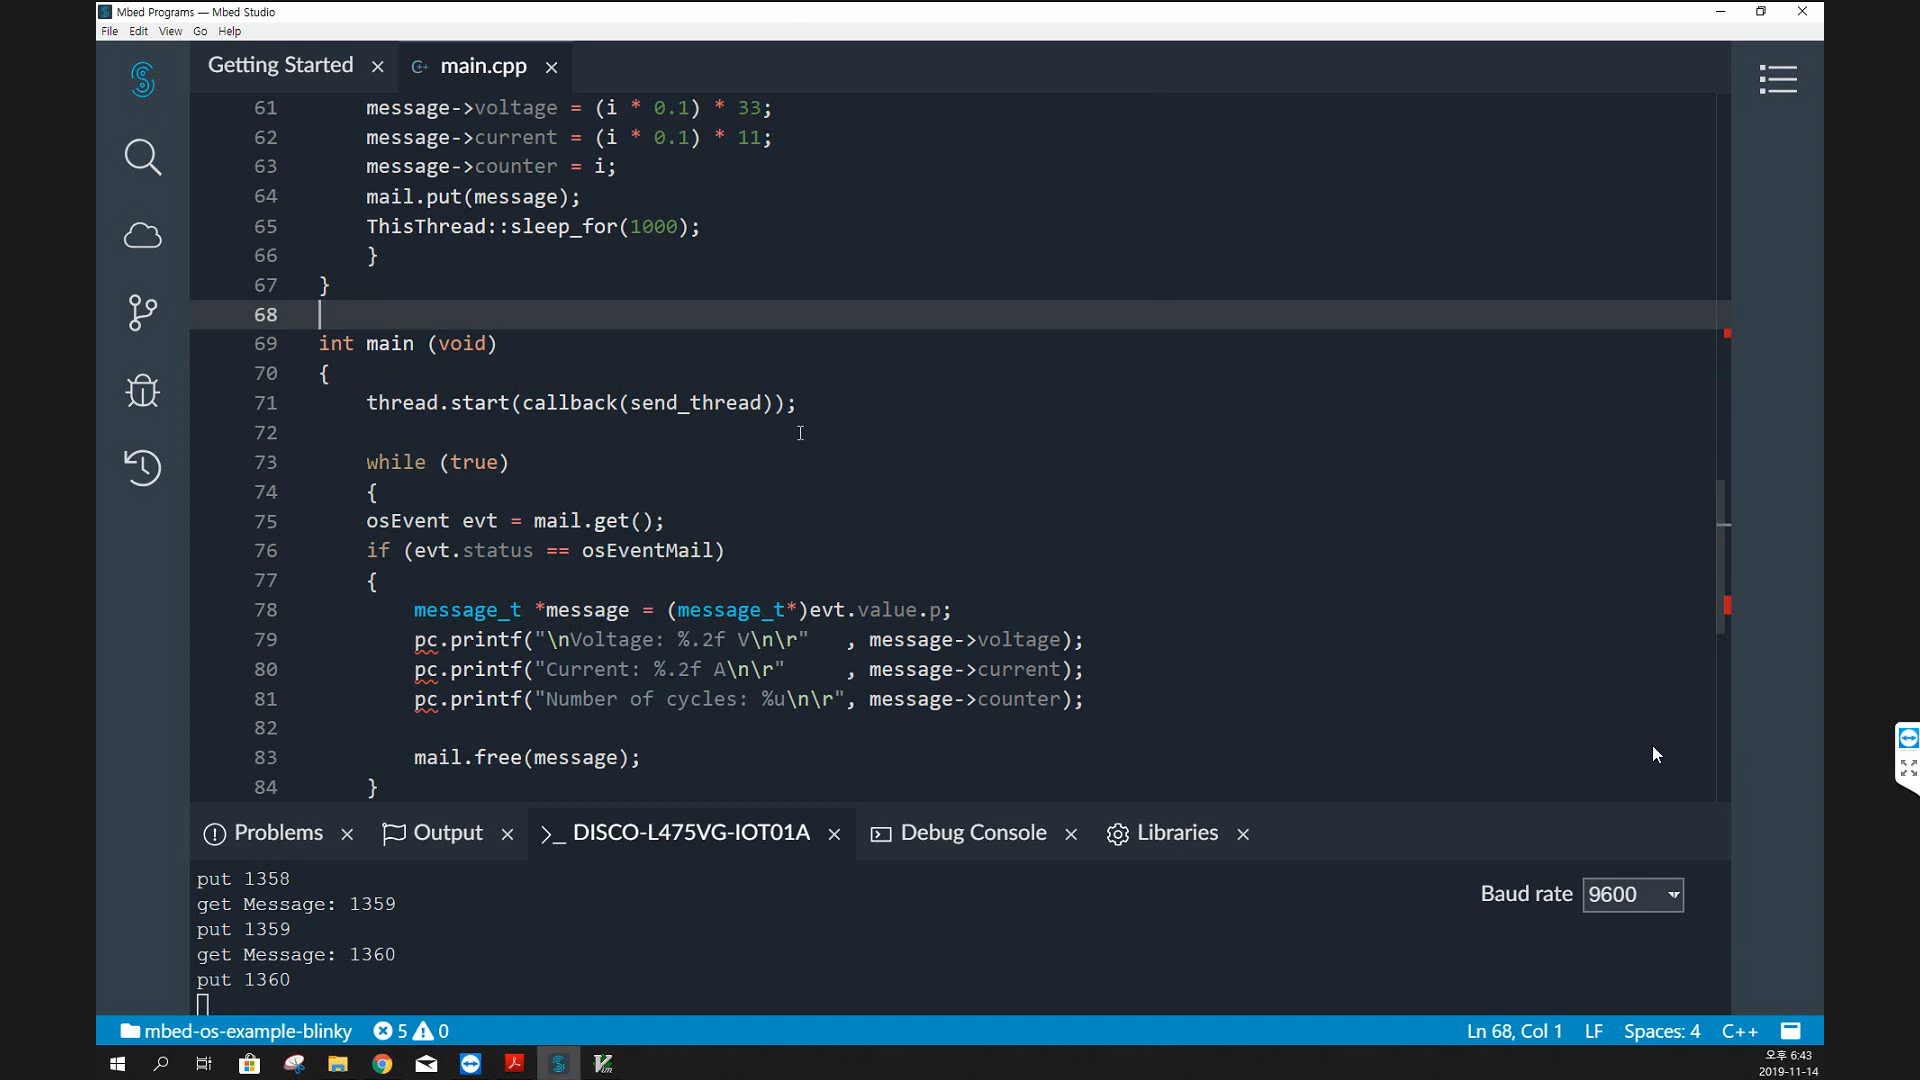 Mbed Programs — Mbed Studio
File Edit View Go Help
Getting Started × main.cpp ×
61 message->voltage = (i * 0.1) * 33;
62 message->current = (i * 0.1) * 11;
63 message->counter = i;
64 mail.put(message);
65 ThisThread::sleep_for(1000);
66 }
67 }
68
69 int main (void)
70 {
71 thread.start(callback(send_thread));
72
73 while (true)
74 {
75 osEvent evt = mail.get();
76 if (evt.status == osEventMail)
77 {
78 message_t *message = (message_t*)evt.value.p;
79 pc.printf("\nVoltage: %.2f V\n\r" , message->voltage);
80 pc.printf("Current: %.2f A\n\r" , message->current);
81 pc.printf("Number of cycles: %u\n\r", message->counter);
82
83 mail.free(message);
84 }
Problems × Output × >_ DISCO-L475VG-IOT01A × Debug Console × Libraries ×
put 1358
get Message: 1359
put 1359
get Message: 1360
put 1360
Baud rate 9600
mbed-os-example-blinky 5 0 Ln 68, Col 1 LF Spaces: 4 C++
오후 6:43
2019-11-14